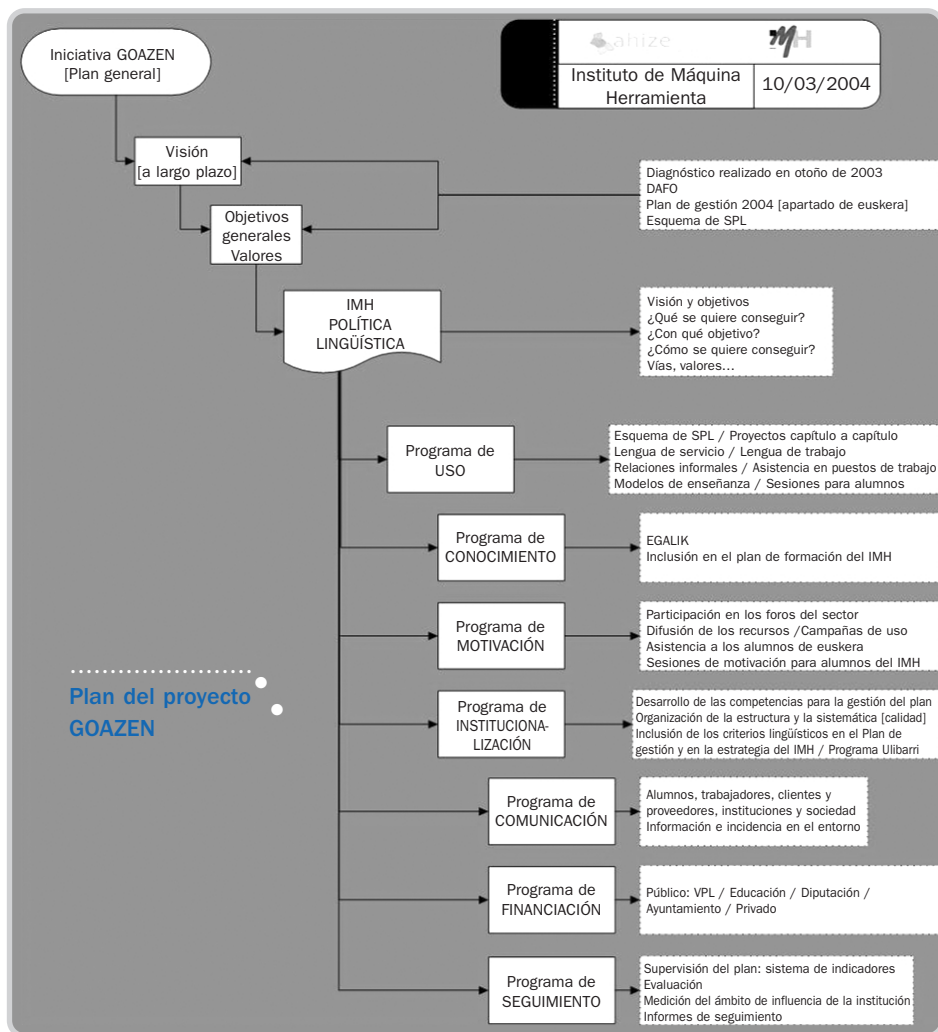 Iniciativa GOAZEN
[Plan general]
ahize
MH
Instituto de Máquina
Herramienta
10/03/2004
Visión
[a largo plazo]
Diagnóstico realizado en otoño de 2003
DAFO
Plan de gestión 2004 [apartado de euskera]
Esquema de SPL
Objetivos
generales
Valores
IMH
POLÍTICA
LINGÜÍSTICA
Visión y objetivos
¿Qué se quiere conseguir?
¿Con qué objetivo?
¿Cómo se quiere conseguir?
Vías, valores...
Programa de
USO
Esquema de SPL / Proyectos capítulo a capítulo
Lengua de servicio / Lengua de trabajo
Relaciones informales / Asistencia en puestos de trabajo
Modelos de enseñanza / Sesiones para alumnos
Programa de
CONOCIMIENTO
EGALIK
Inclusión en el plan de formación del IMH
Programa de
MOTIVACIÓN
Participación en los foros del sector
Difusión de los recursos /Campañas de uso
Asistencia a los alumnos de euskera
Sesiones de motivación para alumnos del IMH
Plan del proyecto
GOAZEN
Programa de
INSTITUCIONA-
LIZACIÓN
Desarrollo de las competencias para la gestión del plan
Organización de la estructura y la sistemática [calidad]
Inclusión de los criterios lingüísticos en el Plan de
gestión y en la estrategia del IMH / Programa Ulibarri
Programa de
COMUNICACIÓN
Alumnos, trabajadores, clientes y
proveedores, instituciones y sociedad
Información e incidencia en el entorno
Programa de
FINANCIACIÓN
Público: VPL / Educación / Diputación /
Ayuntamiento / Privado
Programa de
SEGUIMIENTO
Supervisión del plan: sistema de indicadores
Evaluación
Medición del ámbito de influencia de la institución
Informes de seguimiento